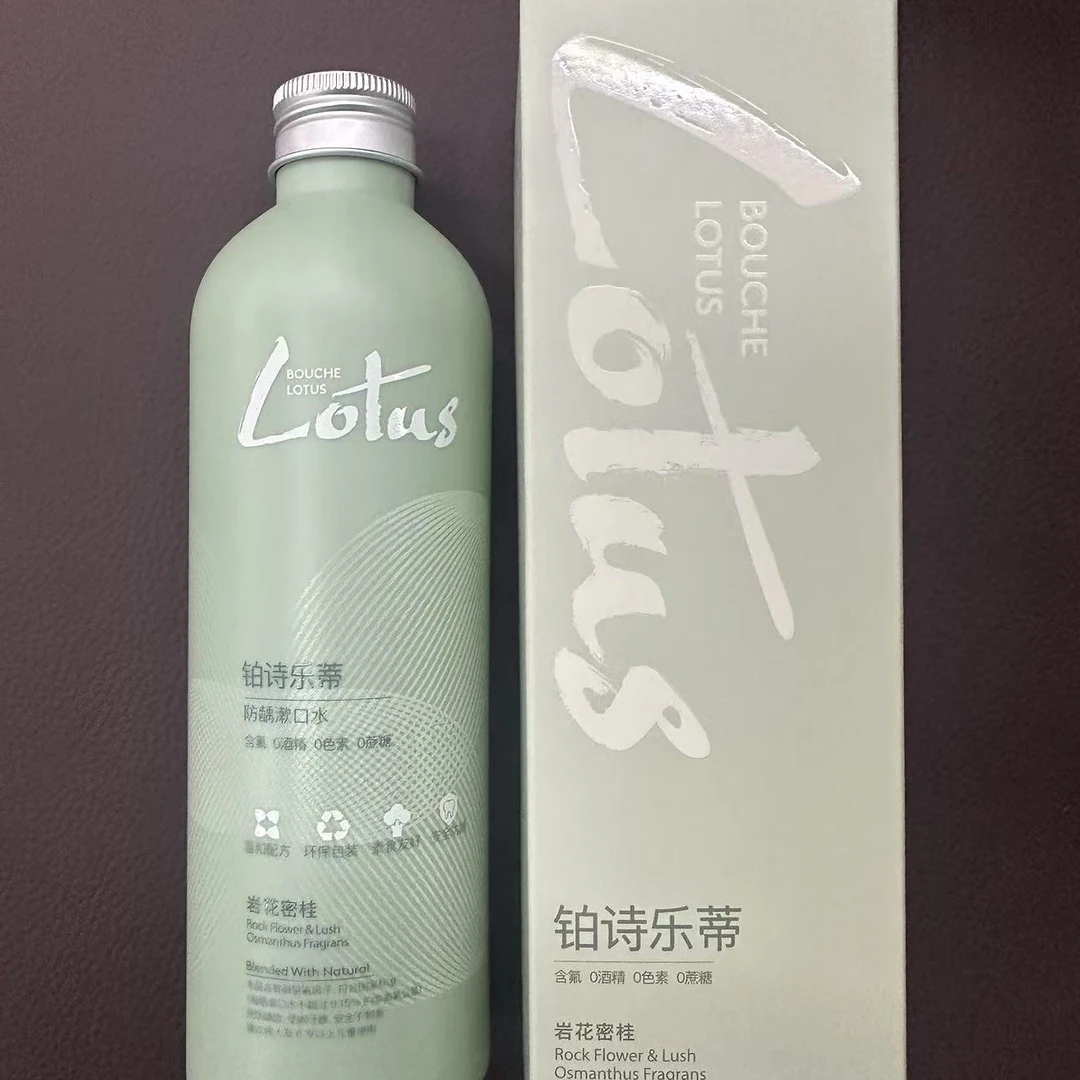 BOUCHE
LOTUS
Lotus
铂诗乐蒂
防龋漱口水
含氟 0酒精 0色素 0蔗糖
温和配方 环保包装 素食友好
岩花密桂
Rock Flower & Lush
Osmanthus Fragrans
Blended With Natural
Lotus
BOUCHE
LOTUS
铂诗乐蒂
含氟 0酒精 0色素 0蔗糖
岩花密桂
Rock Flower & Lush
Osmanthus Fragrans